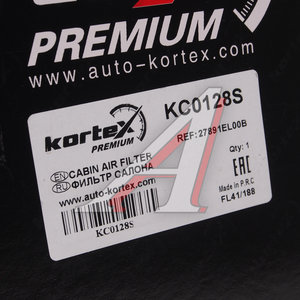 PREMIUM
www.auto-kortex.com
kortex
PREMIUM
KC0128S
REF:27891EL00B
EN CABIN AIR FILTER
RU ФИЛЬТР САЛОНА
auto-kortex.com
Qty: 1
EAC
Made in P.R.C
FL41/188
KC0128S